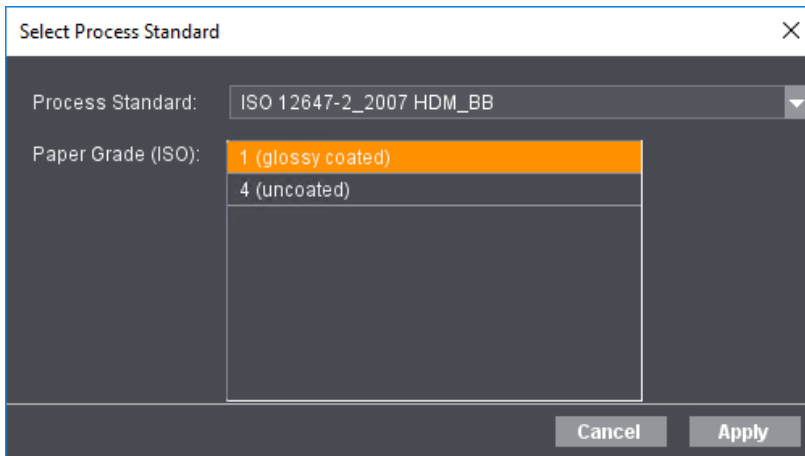 Select Process Standard
Process Standard: ISO 12647-2_2007 HDM_BB
Paper Grade (ISO): 1 (glossy coated)
4 (uncoated)
Cancel Apply